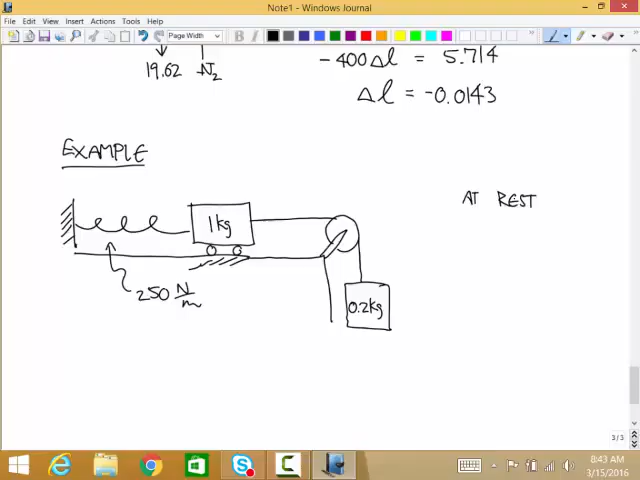 Note1 - Windows Journal
File Edit View Insert Actions Tools Help
Page Width
19.62 N₂
-400Δl = 5.714
Δl = -0.0143
EXAMPLE
AT REST
1kg
250 N/m
0.2kg
3/3
8:43 AM
3/15/2016